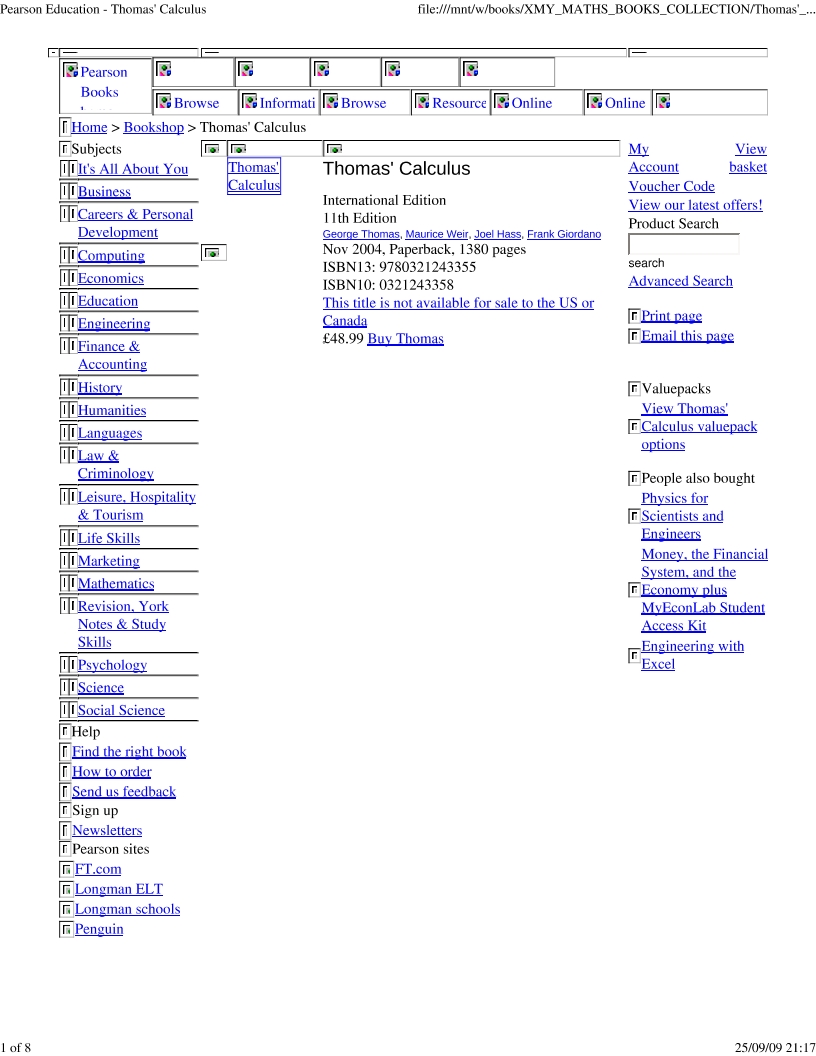 Pearson Education - Thomas' Calculus
file:///mnt/w/books/XMY_MATHS_BOOKS_COLLECTION/Thomas'_...
Pearson
Books
Browse
Informati
Browse
Resource
Online
Online
Home > Bookshop > Thomas' Calculus
Subjects
It's All About You
Business
Careers & Personal
Development
Computing
Economics
Education
Engineering
Finance &
Accounting
History
Humanities
Languages
Law &
Criminology
Leisure, Hospitality
& Tourism
Life Skills
Marketing
Mathematics
Revision, York
Notes & Study
Skills
Psychology
Science
Social Science
Help
Find the right book
How to order
Send us feedback
Sign up
Newsletters
Pearson sites
FT.com
Longman ELT
Longman schools
Penguin
Thomas'
Calculus
Thomas' Calculus
International Edition
11th Edition
George Thomas, Maurice Weir, Joel Hass, Frank Giordano
Nov 2004, Paperback, 1380 pages
ISBN13: 9780321243355
ISBN10: 0321243358
This title is not available for sale to the US or
Canada
£48.99 Buy Thomas
My View
Account basket
Voucher Code
View our latest offers!
Product Search
search
Advanced Search
Print page
Email this page
Valuepacks
View Thomas'
Calculus valuepack
options
People also bought
Physics for
Scientists and
Engineers
Money, the Financial
System, and the
Economy plus
MyEconLab Student
Access Kit
Engineering with
Excel
1 of 8
25/09/09 21:17